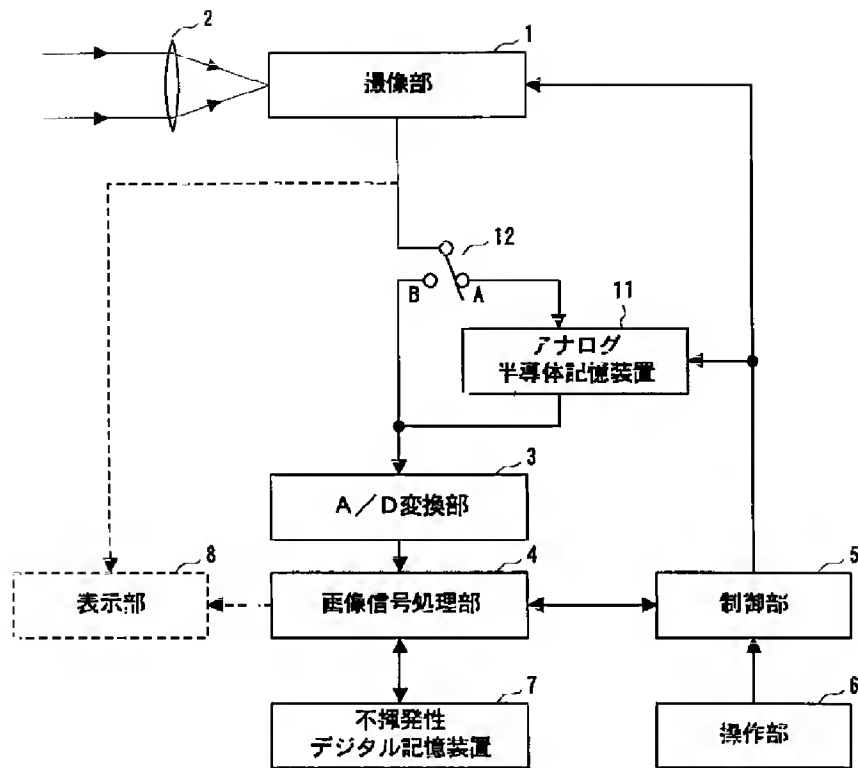 2
1
撮像部
12
B
A
11
アナログ
半導体記憶装置
3
A/D変換部
8
表示部
4
画像信号処理部
5
制御部
7
不揮発性
デジタル記憶装置
6
操作部